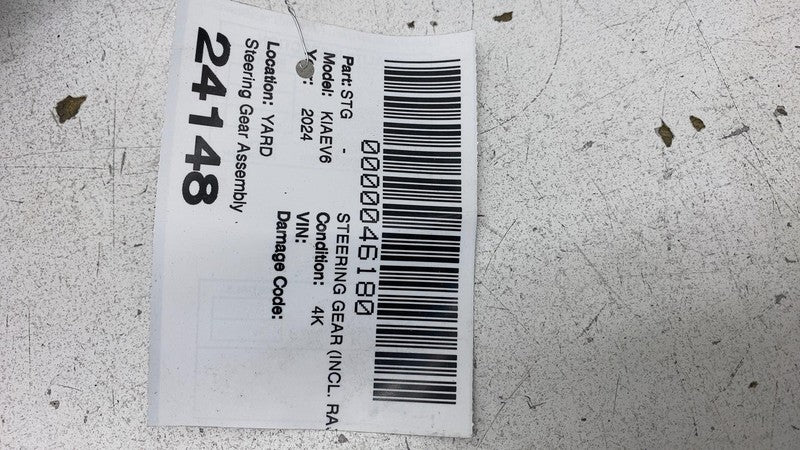 0000046180
Part: STG - STEERING GEAR (INCL. RA
Model: KIAEV6 Condition: 4K
2024 VIN:
Damage Code:
Location: YARD
Steering Gear Assembly
24148